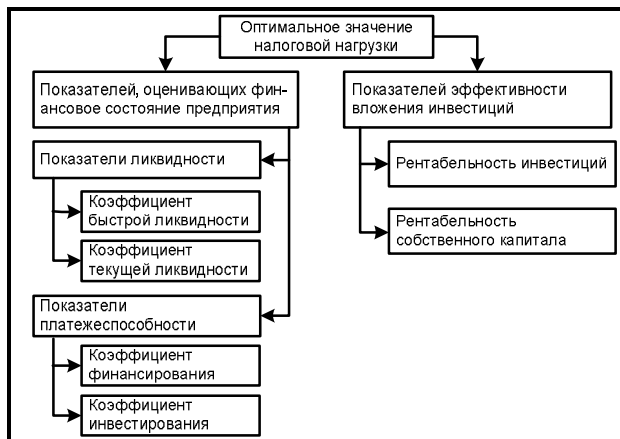 Оптимальное значение
налоговой нагрузки
Показателей, оценивающих фин-
ансовое состояние предприятия
Показателей эффективности
вложения инвестиций
Показатели ликвидности
Рентабельность инвестиций
Коэффициент
быстрой ликвидности
Рентабельность
собственного капитала
Коэффициент
текущей ликвидности
Показатели
платежеспособности
Коэффициент
финансирования
Коэффициент
инвестирования